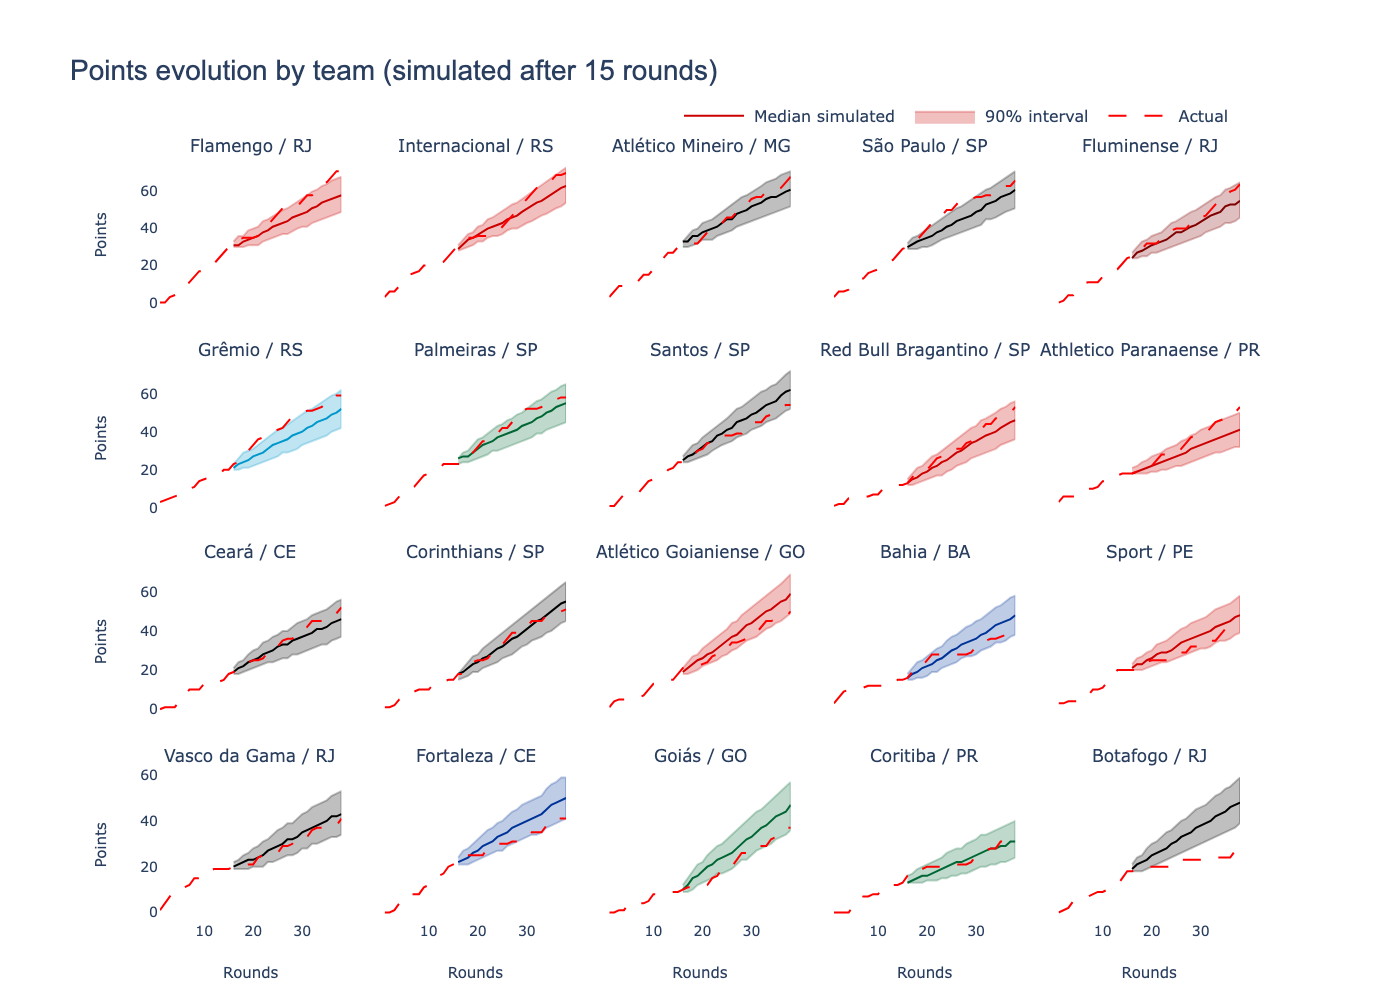 Points evolution by team (simulated after 15 rounds)
Median simulated 90% interval Actual
Flamengo / RJ Internacional / RS Atlético Mineiro / MG São Paulo / SP Fluminense / RJ
60
40
20
0
Points
Grêmio / RS Palmeiras / SP Santos / SP Red Bull Bragantino / SP Athletico Paranaense / PR
60
40
20
0
Points
Ceará / CE Corinthians / SP Atlético Goianiense / GO Bahia / BA Sport / PE
60
40
20
0
Points
Vasco da Gama / RJ Fortaleza / CE Goiás / GO Coritiba / PR Botafogo / RJ
60
40
20
0
Points
10 20 30 10 20 30 10 20 30 10 20 30 10 20 30
Rounds Rounds Rounds Rounds Rounds